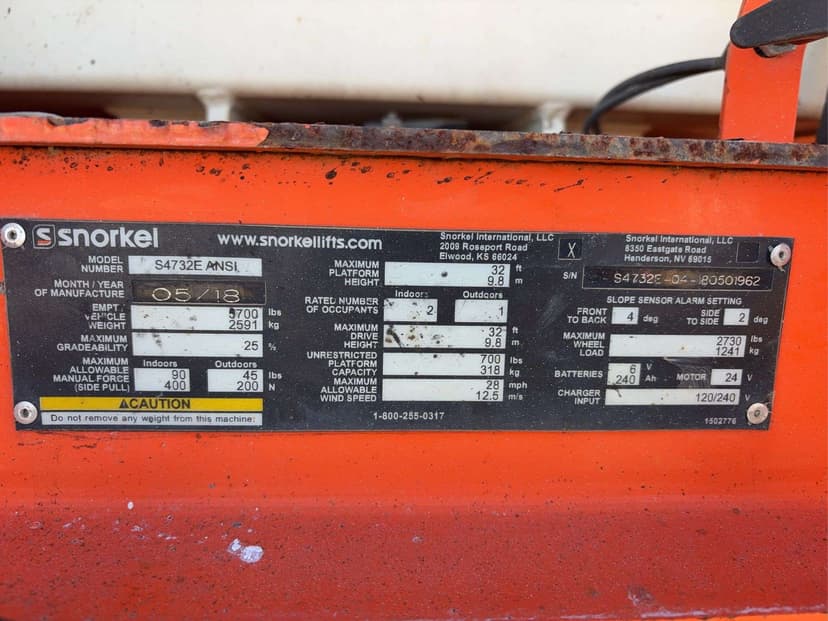 snorkel
www.snorkellifts.com
Snorkel International, LLC
2009 Roseport Road
Elwood, KS 66024
X
Snorkel International, LLC
8350 Eastgate Road
Handerson, NV 69015
MODEL NUMBER S4732E ANSI
MONTH / YEAR OF MANUFACTURE 05/18
EMPTY VEHICLE WEIGHT 5700 lbs
2591 kg
MAXIMUM GRADEABILITY 25 %
MAXIMUM ALLOWABLE MANUAL FORCE (SIDE PULL)
Indoors Outdoors
90 45 lbs
400 200 N
CAUTION
Do not remove any weight from this machine.
MAXIMUM PLATFORM HEIGHT 32 ft
9.8 m
Indoors Outdoors
RATED NUMBER OF OCCUPANTS 2 1
MAXIMUM DRIVE HEIGHT 32 ft
9.8 m
UNRESTRICTED PLATFORM CAPACITY 700 lbs
318 kg
MAXIMUM ALLOWABLE WIND SPEED 28 mph
12.5 m/s
1-800-255-0317
S/N S4732E-04-180501962
SLOPE SENSOR ALARM SETTING
FRONT TO BACK 4 deg SIDE TO SIDE 2 deg
MAXIMUM WHEEL LOAD 2730 lbs
1241 kg
BATTERIES 6 V
240 Ah
MOTOR 24 V
CHARGER INPUT 120/240 V
1502776